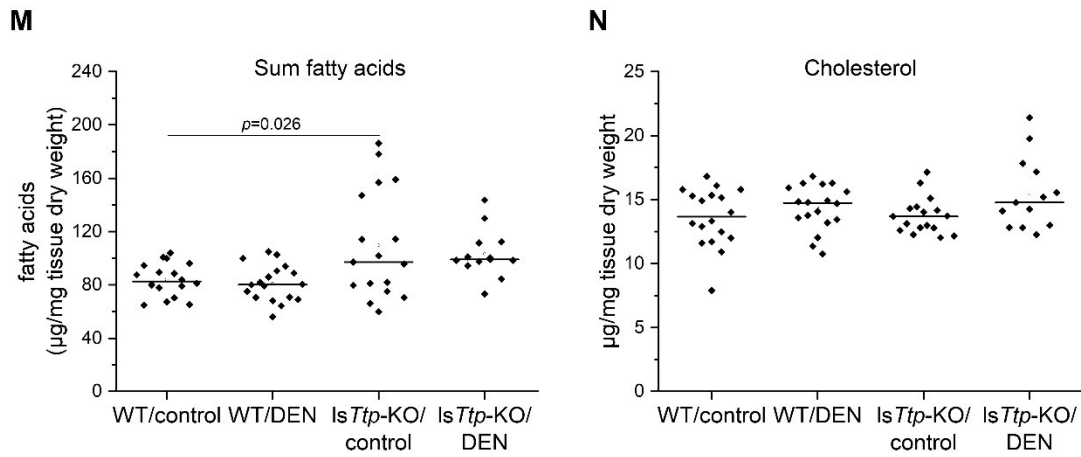 M
Sum fatty acids
fatty acids
(µg/mg tissue dry weight)
240
200
160
120
80
40
0
p=0.026
WT/control
WT/DEN
lsTtp-KO/
control
lsTtp-KO/
DEN
N
Cholesterol
µg/mg tissue dry weight
25
20
15
10
5
0
WT/control
WT/DEN
lsTtp-KO/
control
lsTtp-KO/
DEN